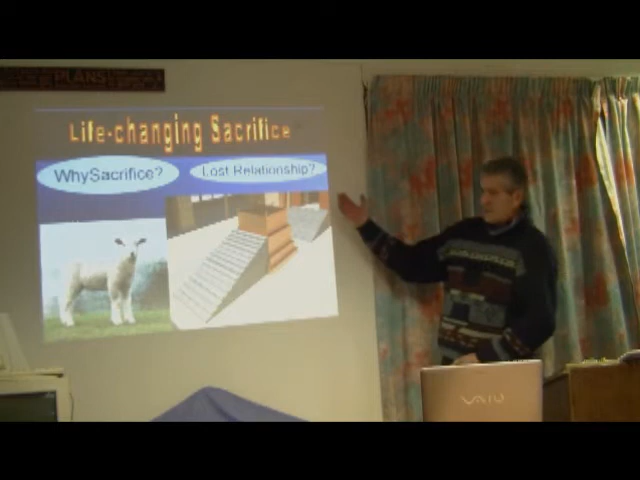 PLANS
Life-changing Sacrifice
WhySacrifice?
Lost Relationship?
VAIO